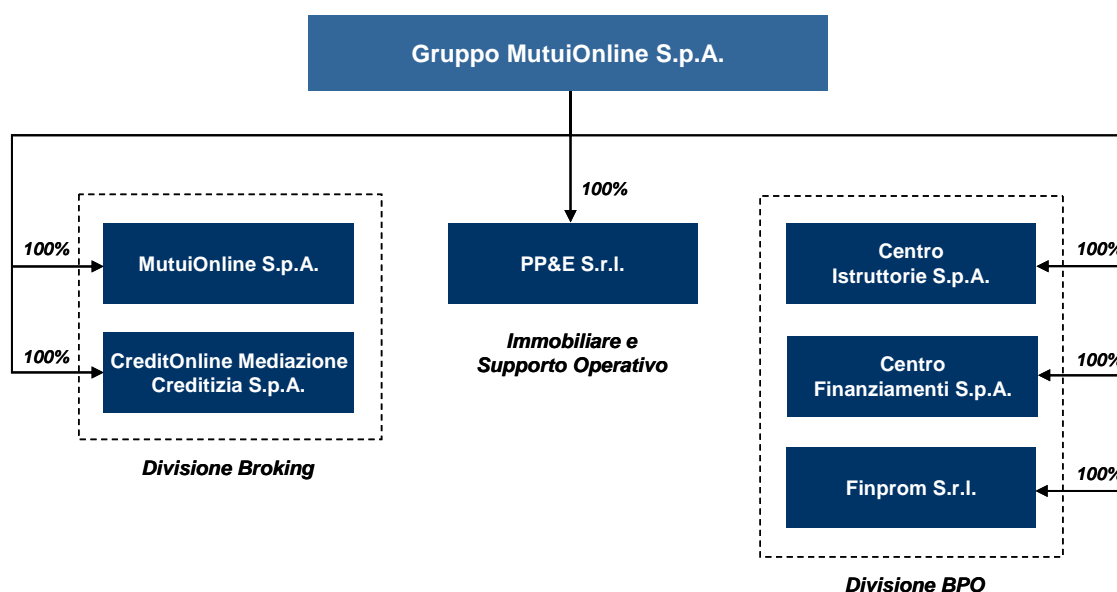 Gruppo MutuiOnline S.p.A.
100%
100%
MutuiOnline S.p.A.
100%
CreditOnline Mediazione
Creditizia S.p.A.
Divisione Broking
PP&E S.r.l.
Immobiliare e
Supporto Operativo
Centro
Istruttorie S.p.A.
100%
Centro
Finanziamenti S.p.A.
100%
Finprom S.r.l.
100%
Divisione BPO